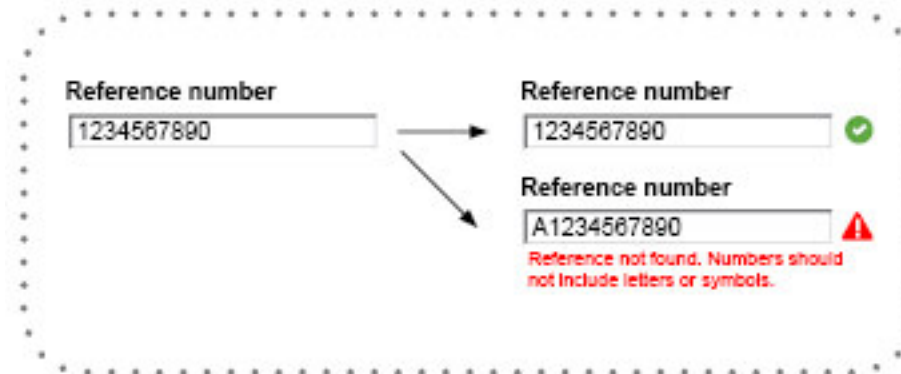 Reference number
1234567890
Reference number
1234567890
Reference number
A1234567890
Reference not found. Numbers should
not include letters or symbols.